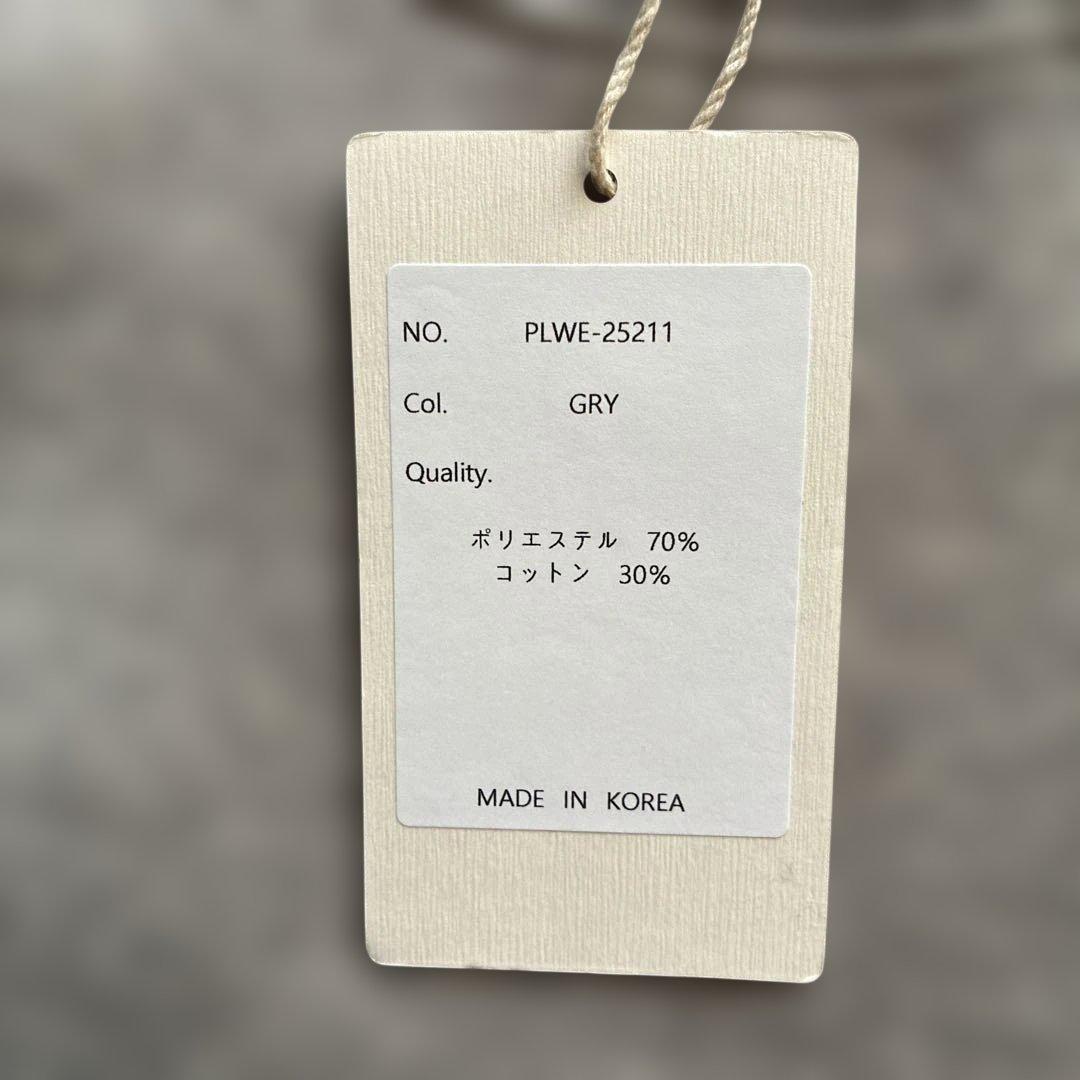 NO. PLWE-25211
Col. GRY
Quality.
ポリエステル 70%
コットン 30%
MADE IN KOREA